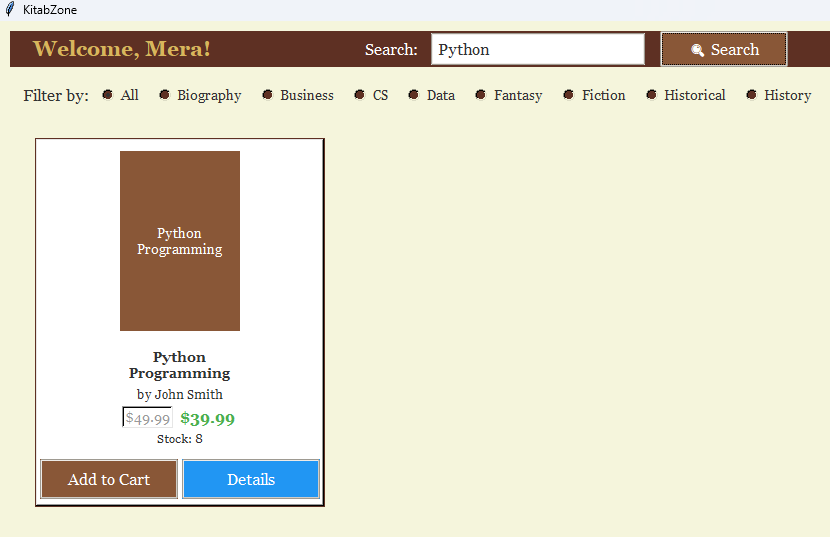 KitabZone
Welcome, Mera! Search: Python Search
Filter by: All Biography Business CS Data Fantasy Fiction Historical History
Python
Programming
Python
Programming
by John Smith
$49.99 $39.99
Stock: 8
Add to Cart Details